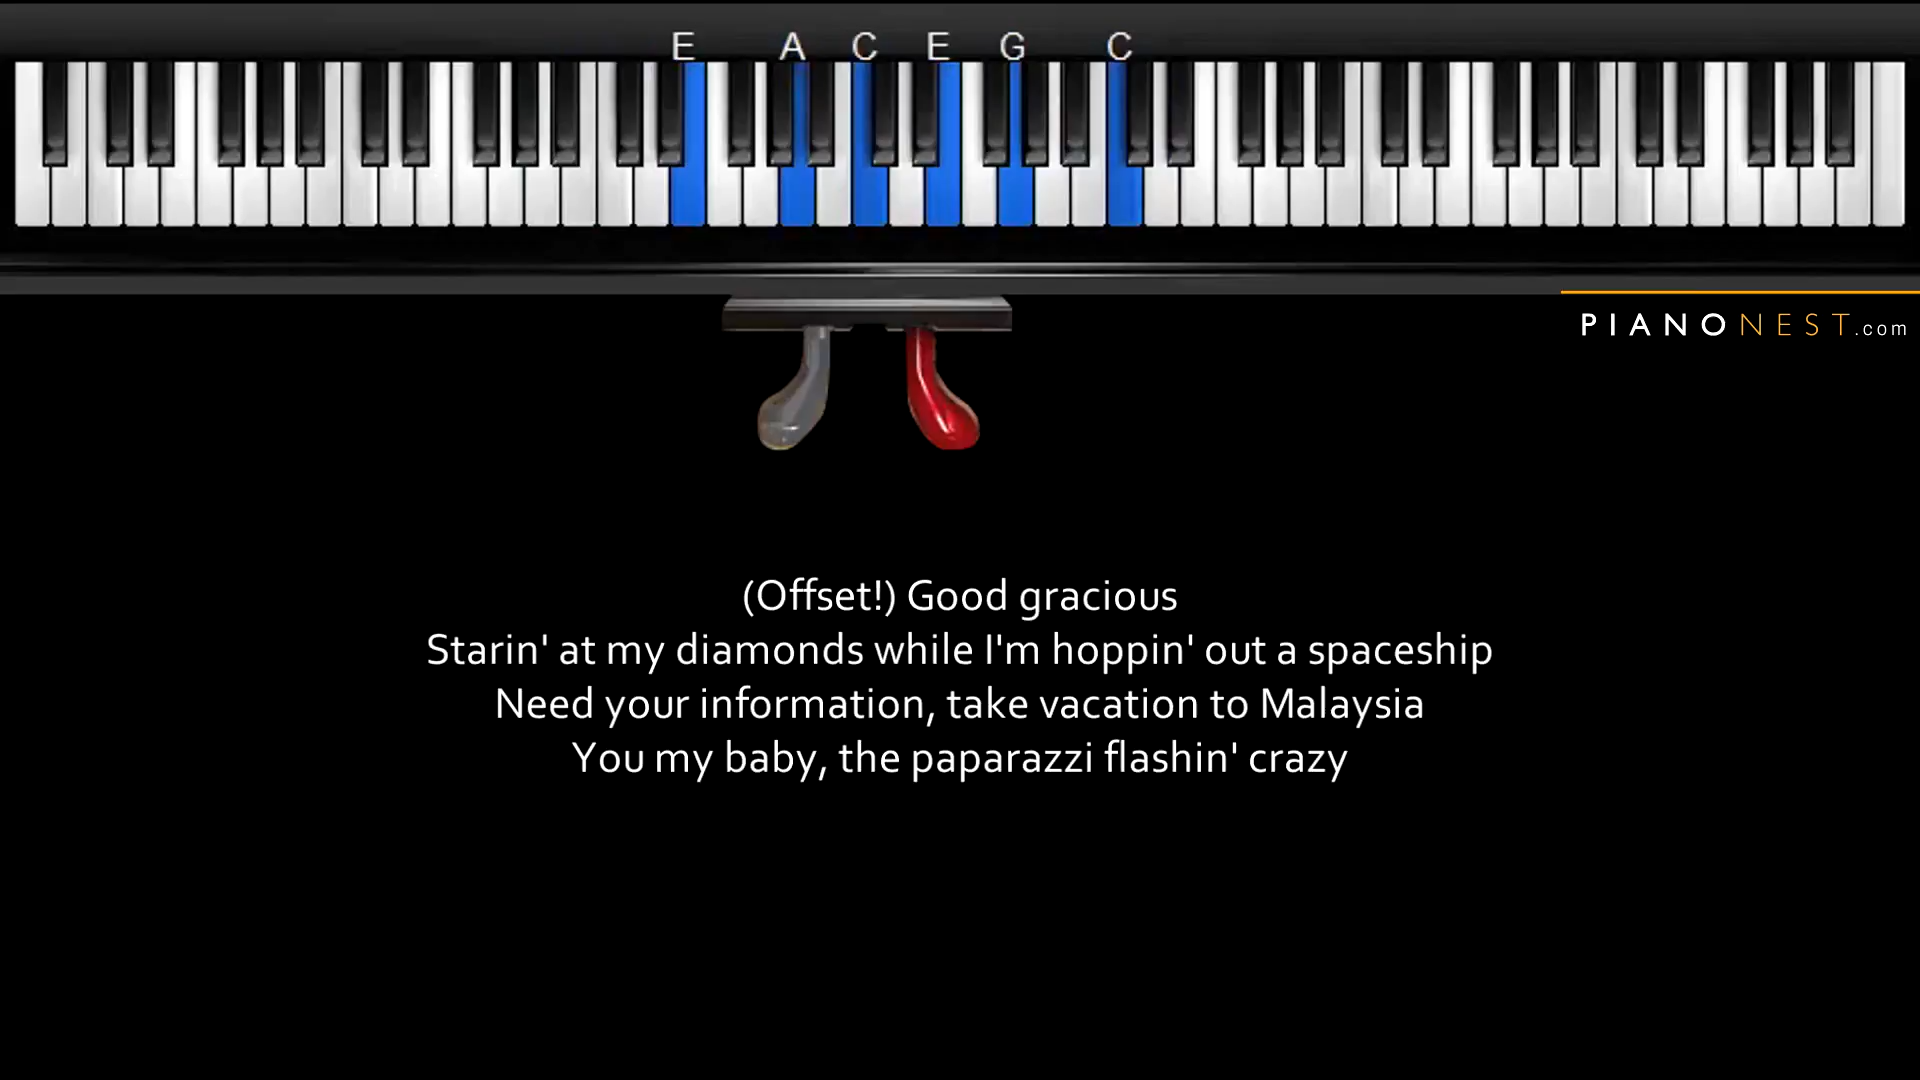 E A C E G C
PIANONEST.com
(Offset!) Good gracious
Starin' at my diamonds while I'm hoppin' out a spaceship
Need your information, take vacation to Malaysia
You my baby, the paparazzi flashin' crazy